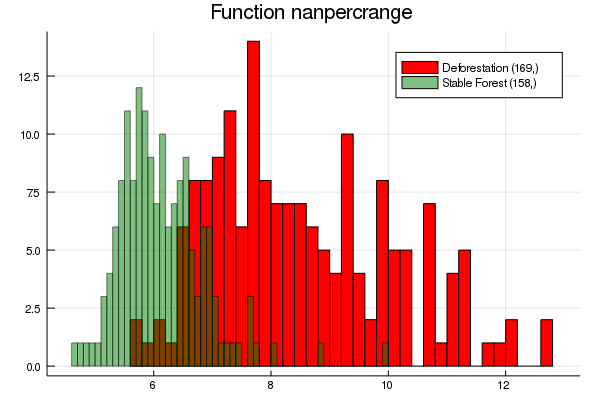 Function nanpercrange
Deforestation (169,)
Stable Forest (158,)
12.5
10.0
7.5
5.0
2.5
0.0
6 8 10 12